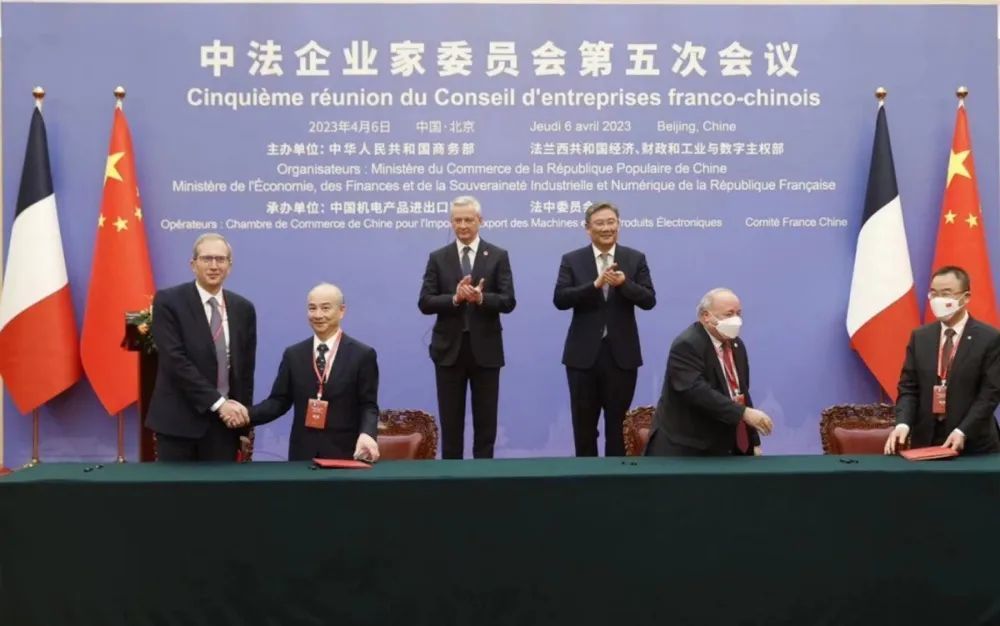 中法企业家委员会第五次会议
Cinquième réunion du Conseil d'entreprises franco-chinois
2023年4月6日 中国·北京 Jeudi 6 avril 2023 Beijing, Chine
主办单位：中华人民共和国商务部 法兰西共和国经济、财政和工业与数字主权部
Organisateurs : Ministère du Commerce de la République Populaire de Chine
Ministère de l'Économie, des Finances et de la Souveraineté Industrielle et Numérique de la République Française
承办单位：中国机电产品进出口 法中委员会
Opérateurs : Chambre de Commerce de Chine pour l'Impor export des Machines roduits Électroniques Comité France Chine